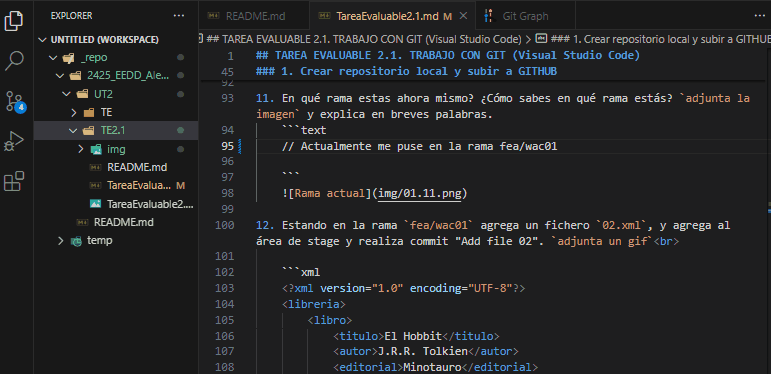 EXPLORER
UNTITLED (WORKSPACE)
_repo
2425_EEDD_Ale...
UT2
TE
TE2.1
img
README.md
TareaEvalua... M
TareaEvaluable2....
README.md
temp
4
README.md
TareaEvaluable2.1.md M
Git Graph
## TAREA EVALUABLE 2.1. TRABAJO CON GIT (Visual Studio Code) > ### 1. Crear repositorio local y subir a GITHUB
1 ## TAREA EVALUABLE 2.1. TRABAJO CON GIT (Visual Studio Code)
45 ### 1. Crear repositorio local y subir a GITHUB
92
93 11. En qué rama estas ahora mismo? ¿Cómo sabes en qué rama estás? `adjunta la
imagen` y explica en breves palabras.
94 ```text
95 // Actualmente me puse en la rama fea/wac01
96
97 ```
98 ![Rama actual](img/01.11.png)
99
100 12. Estando en la rama `fea/wac01` agrega un fichero `02.xml`, y agrega al
área de stage y realiza commit "Add file 02". `adjunta un gif`<br>
101
102 ```xml
103 <?xml version="1.0" encoding="UTF-8"?>
104 <libreria>
105 <libro>
106 <titulo>El Hobbit</titulo>
107 <autor>J.R.R. Tolkien</autor>
108 <editorial>Minotauro</editorial>